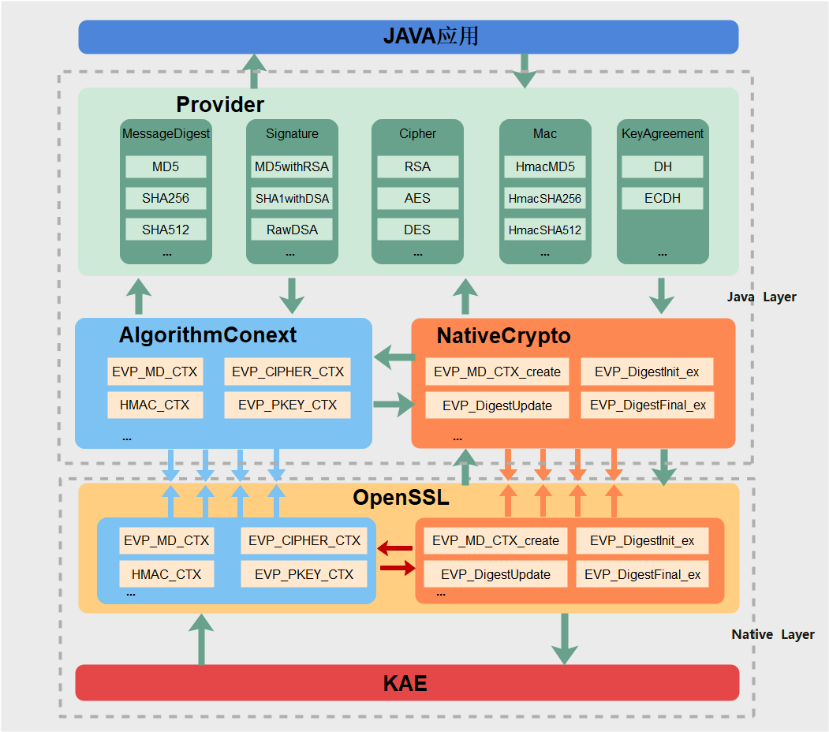 JAVA应用
Provider
MessageDigest Signature Cipher Mac KeyAgreement
MD5 MD5withRSA RSA HmacMD5 DH
SHA256 SHA1withDSA AES HmacSHA256 ECDH
SHA512 RawDSA DES HmacSHA512
... ... ... ... ...
Java Layer
AlgorithmConext NativeCrypto
EVP_MD_CTX EVP_CIPHER_CTX EVP_MD_CTX_create EVP_DigestInit_ex
HMAC_CTX EVP_PKEY_CTX EVP_DigestUpdate EVP_DigestFinal_ex
... ...
OpenSSL
EVP_MD_CTX EVP_CIPHER_CTX EVP_MD_CTX_create EVP_DigestInit_ex
HMAC_CTX EVP_PKEY_CTX EVP_DigestUpdate EVP_DigestFinal_ex
... ...
Native Layer
KAE